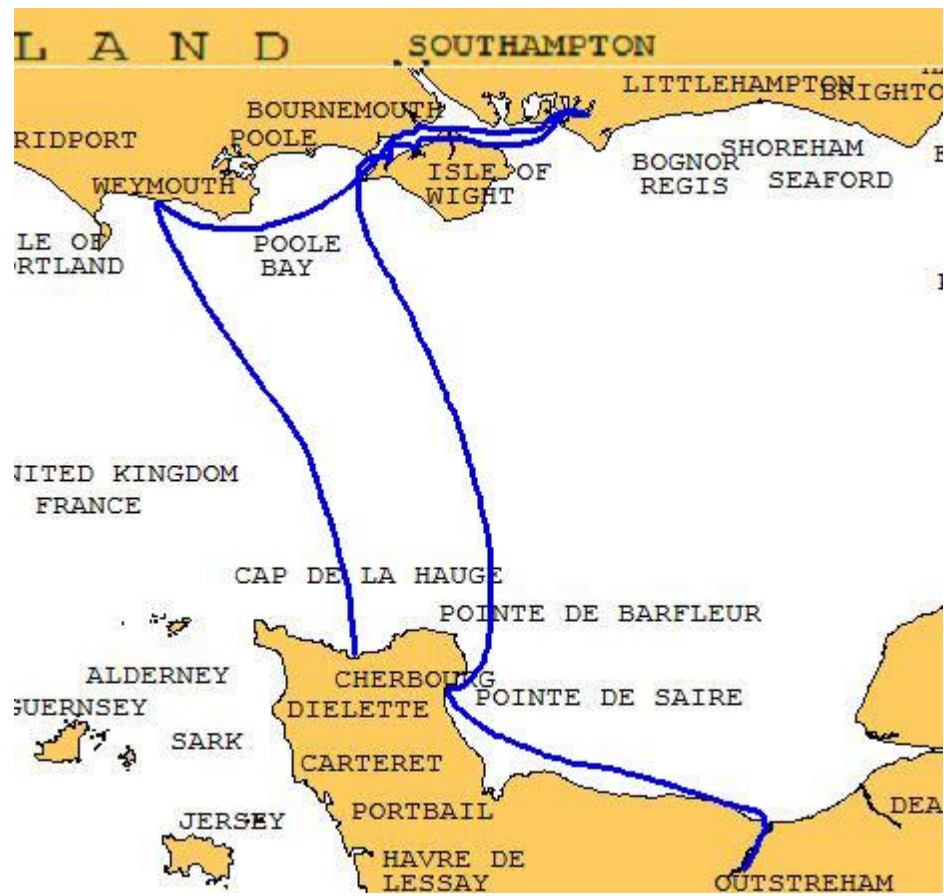 L A N D
SOUTHAMPTON
LITTLEHAMPTON
BRIGHTO
BOURNEMOUTH
RIDPORT
POOLE
SHOREHAM
BOGNOR
REGIS
SEAFORD
ISLE OF
WIGHT
WEYMOUTH
LE OF
ORTLAND
POOLE
BAY
NITED KINGDOM
FRANCE
CAP DE LA HAUGE
POINTE DE BARFLEUR
ALDERNEY
CHERBOURG
POINTE DE SAIRE
GUERNSEY
DIELETTE
SARK
CARTERET
PORTBAIL
DEA
JERSEY
HAVRE DE
LESSAY
OUTSTREHAM